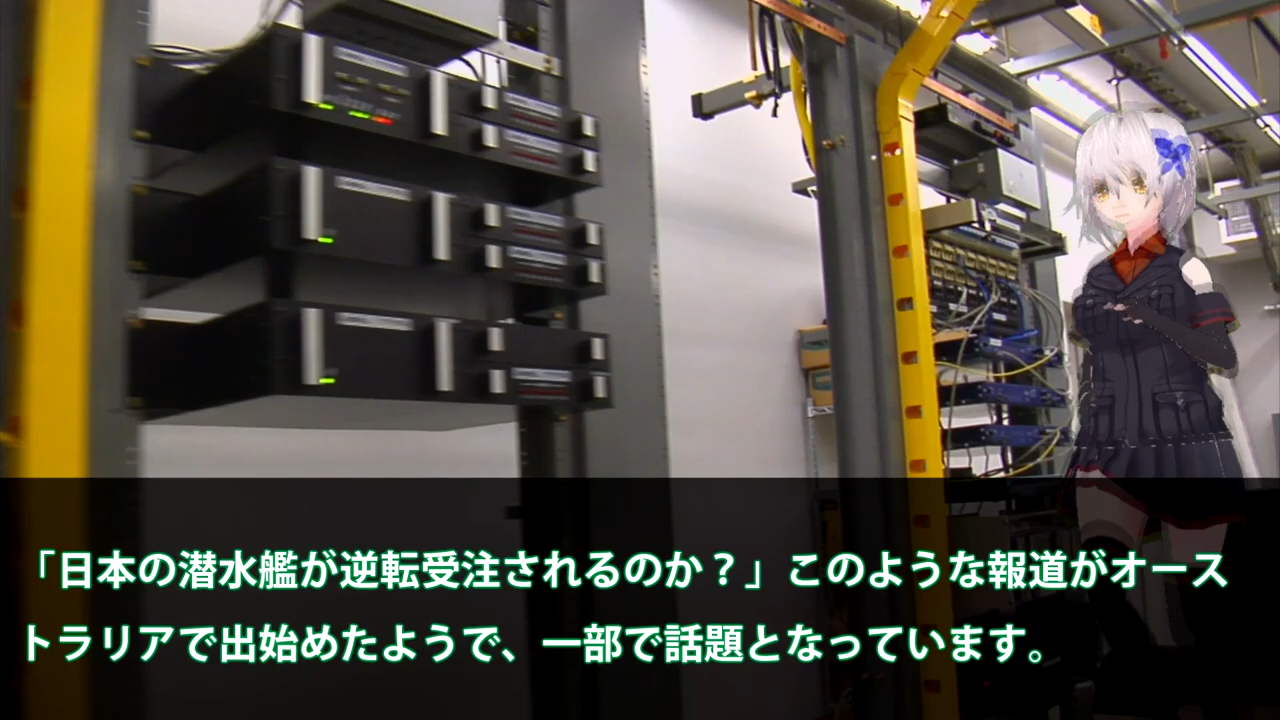 「日本の潜水艦が逆転受注されるのか？」このような報道がオース
トラリアで出始めたようで、一部で話題となっています。